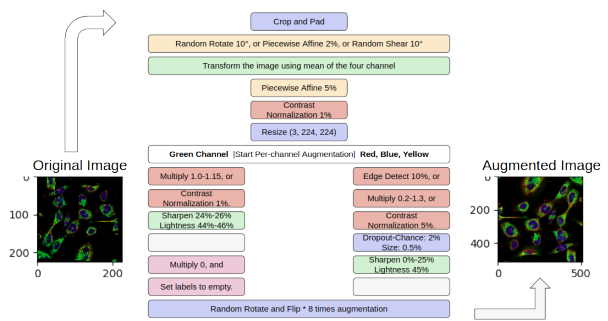 Crop and Pad
Random Rotate 10°, or Piecewise Affine 2%, or Random Shear 10°
Transform the image using mean of the four channel
Piecewise Affine 5%
Contrast
Normalization 1%
Resize (3, 224, 224)
Green Channel |Start Per-channel Augmentation| Red, Blue, Yellow
Original Image
0
100
200
0
200
Multiply 1.0-1.15, or
Contrast
Normalization 1%.
Sharpen 24%-26%
Lightness 44%-46%
Multiply 0, and
Set labels to empty.
Edge Detect 10%, or
Multiply 0.2-1.3, or
Contrast
Normalization 5%.
Dropout-Chance: 2%
Size: 0.5%
Sharpen 0%-25%
Lightness 45%
Augmented Image
0
200
400
0
500
Random Rotate and Flip * 8 times augmentation